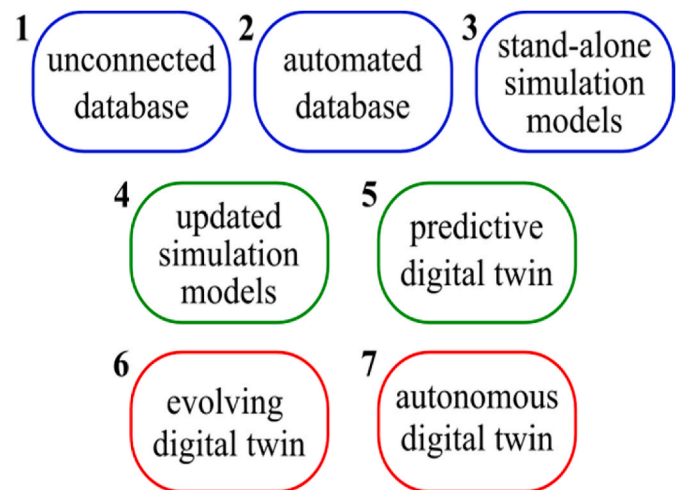 1
unconnected
database
2
automated
database
3
stand-alone
simulation
models
4
updated
simulation
models
5
predictive
digital twin
6
evolving
digital twin
7
autonomous
digital twin